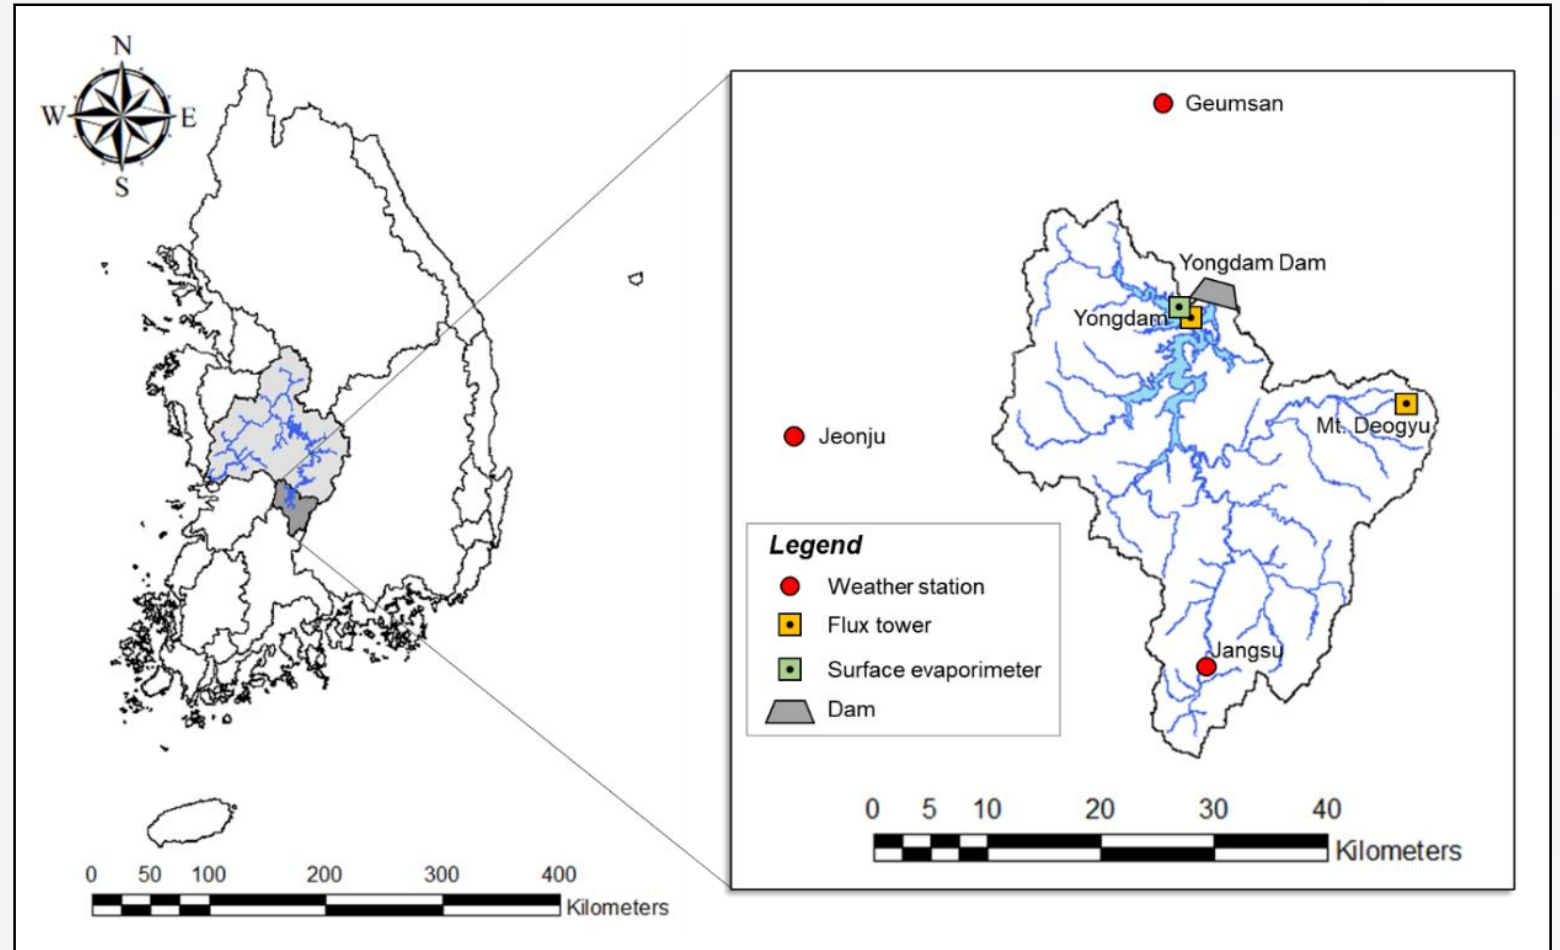 N
W
E
S
Geumsan
Yongdam Dam
Yongdam
Mt. Deogyu
Jeonju
Legend
Weather station
Flux tower
Surface evaporimeter
Dam
Jangsu
0 5 10 20 30 40
Kilometers
0 50 100 200 300 400
Kilometers